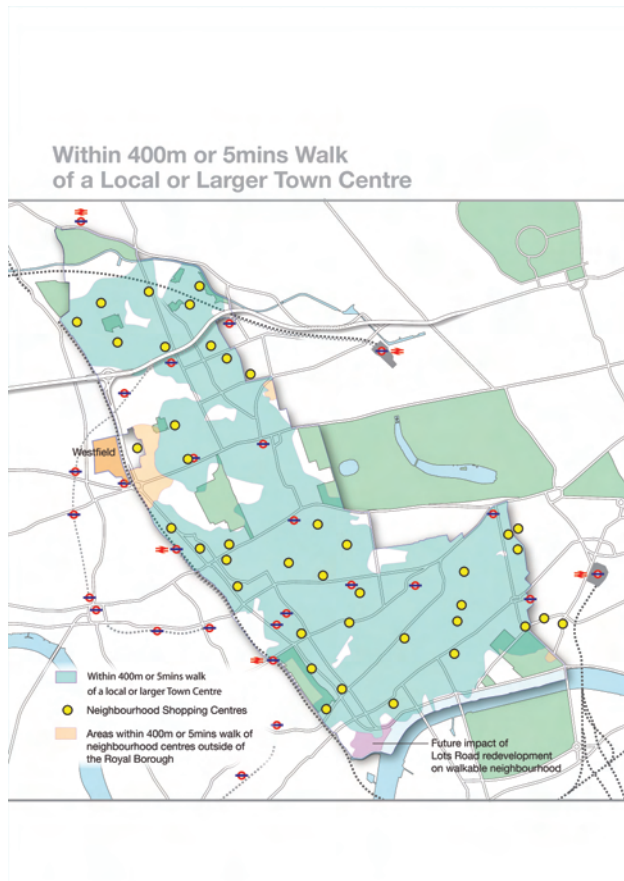 Within 400m or 5mins Walk
of a Local or Larger Town Centre
Westfield
Within 400m or 5Mins walk
of a local or larger Town Centre
Neighbourhood Shopping Centres
Areas within 400m or 5mins walk of
neighbourhood centres outside of
the Royal Borough
Future impact of
Lots Road redevelopment
on walkable neighbourhood